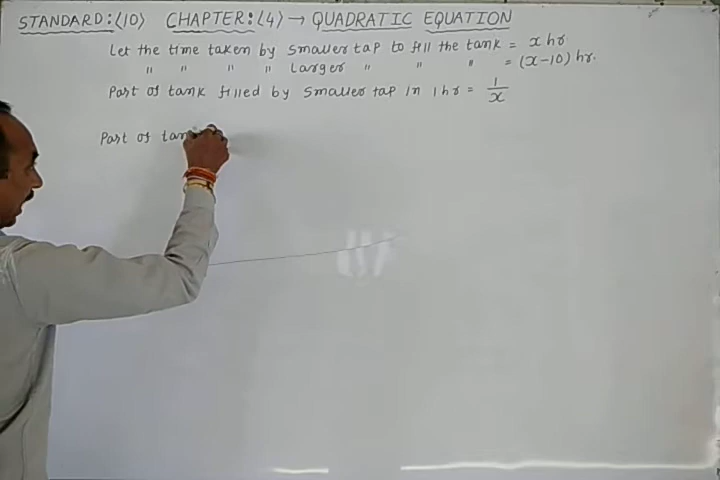 STANDARD:(10) CHAPTER:(4) → QUADRATIC EQUATION
Let the time taken by smaller tap to fill the tank = x hr
" " " " Larger " " " = (x-10) hr.
Part of tank filled by smaller tap in 1 hr = 1/x
Part of tan